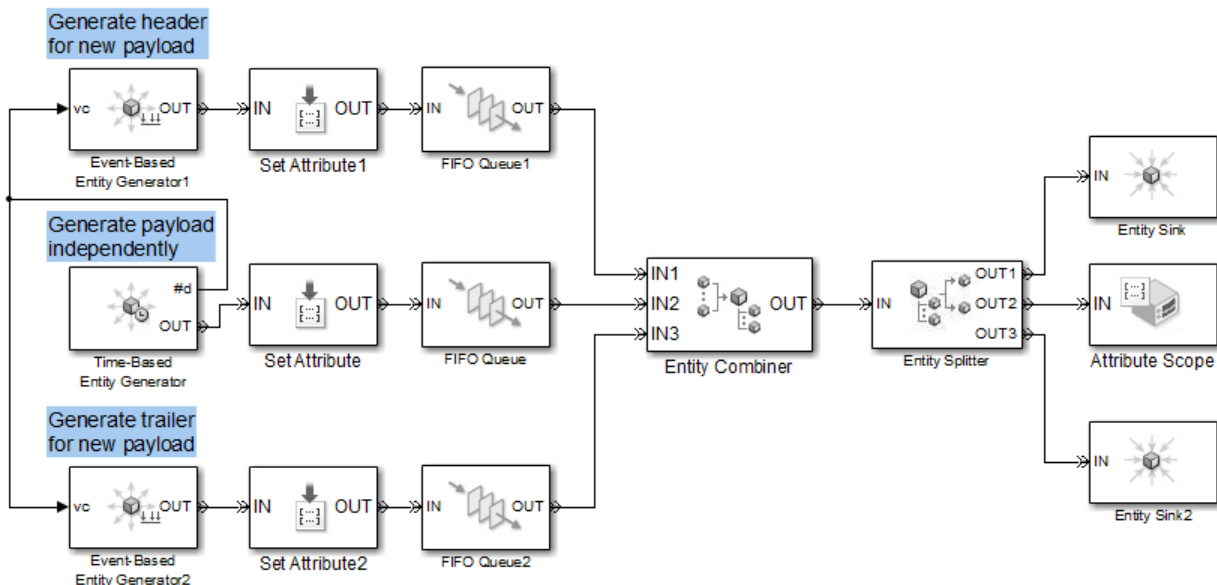 Generate header
for new payload
vc
OUT
Event-Based
Entity Generator1
IN
[...]
OUT
Set Attribute1
IN
OUT
FIFO Queue1
Generate payload
independently
#d
OUT
Time-Based
Entity Generator
IN
[...]
OUT
Set Attribute
IN
OUT
FIFO Queue
Generate trailer
for new payload
vc
OUT
Event-Based
Entity Generator2
IN
[...]
OUT
Set Attribute2
IN
OUT
FIFO Queue2
IN1
IN2
IN3
OUT
Entity Combiner
IN
OUT1
OUT2
OUT3
Entity Splitter
IN
Entity Sink
IN
[...]
Attribute Scope
IN
Entity Sink2